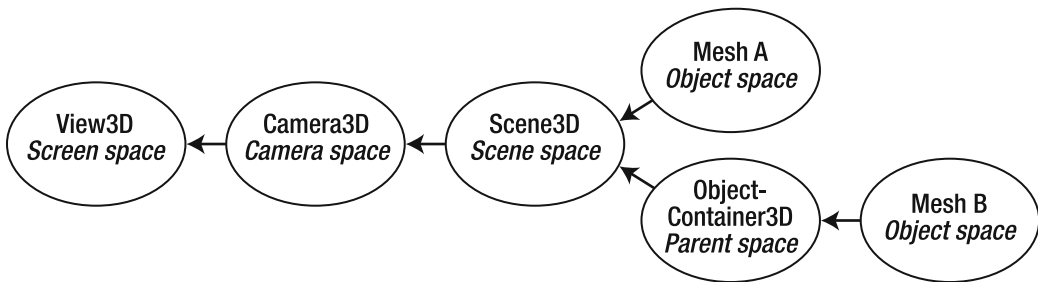 View3D
Screen space
Camera3D
Camera space
Scene3D
Scene space
Mesh A
Object space
Object-
Container3D
Parent space
Mesh B
Object space